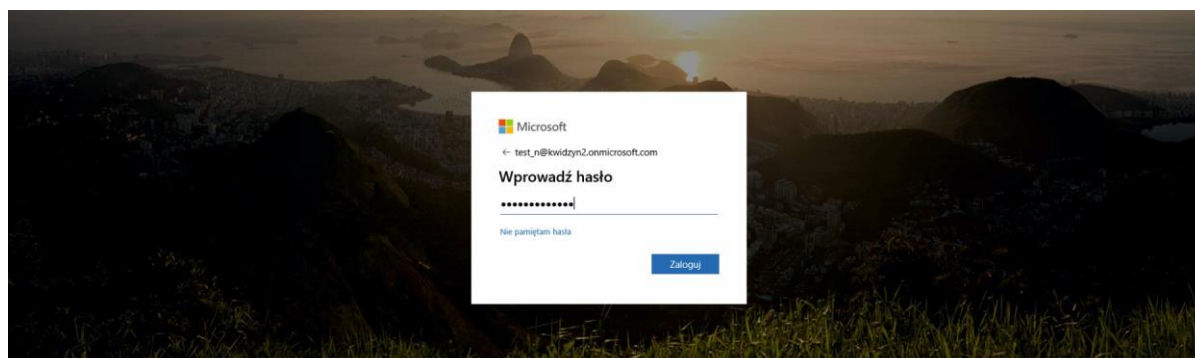 Microsoft
← test_n@kwidzyn2.onmicrosoft.com
Wprowadź hasło
•••••••••••••
Nie pamiętam hasła
Zaloguj